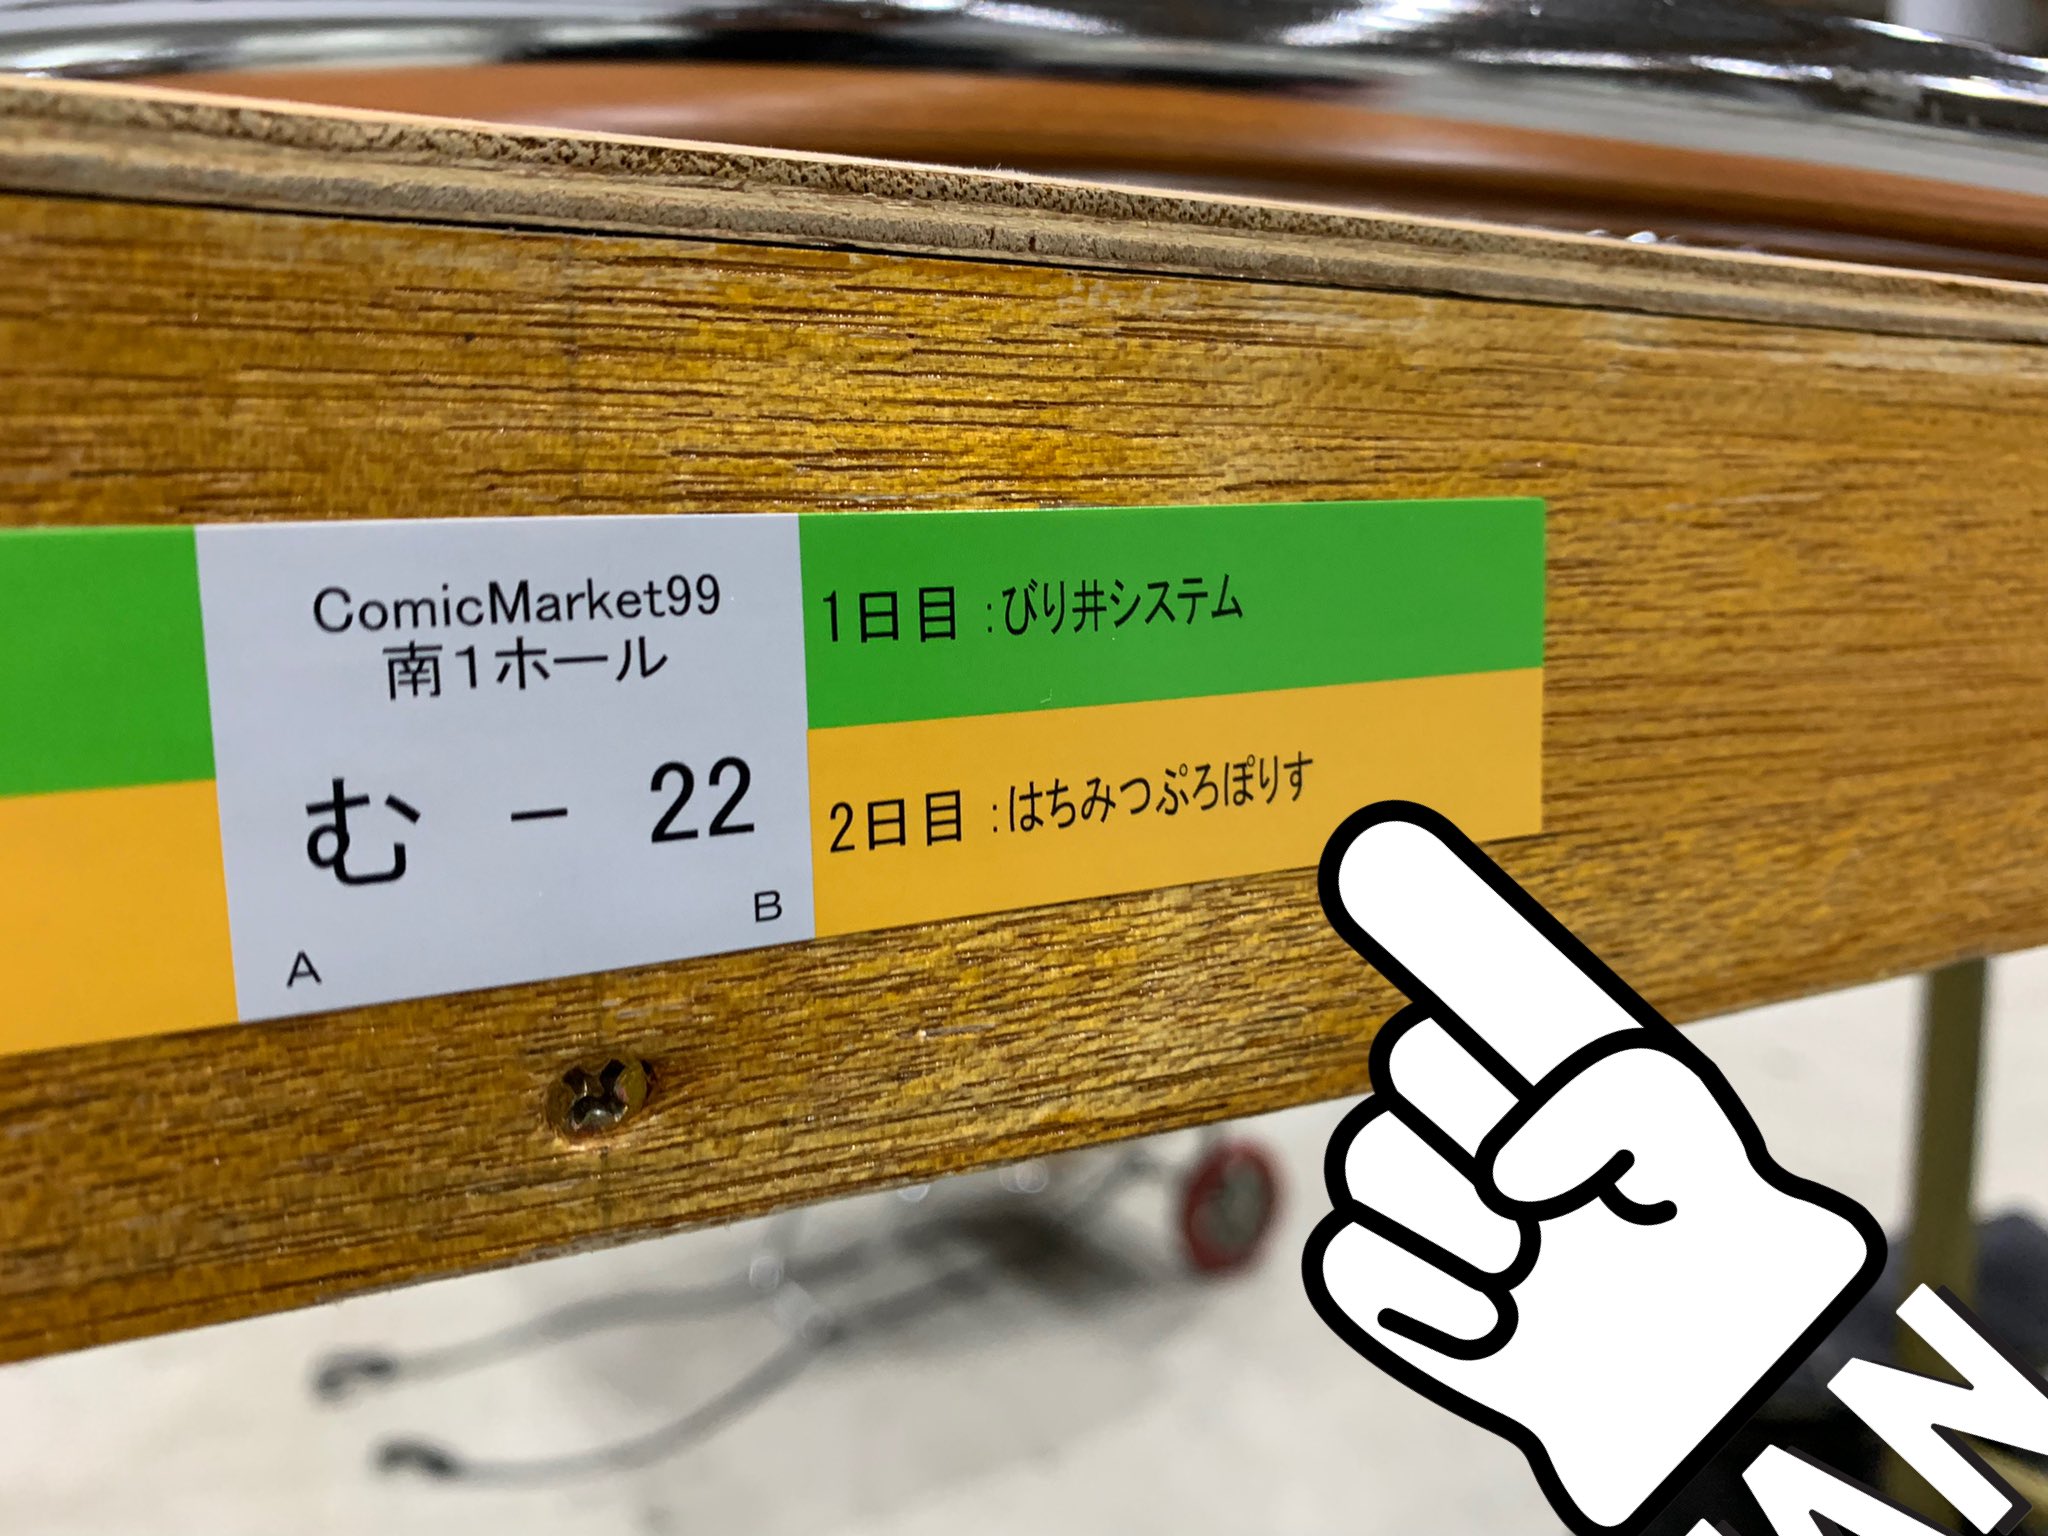 ComicMarket99
南1ホール
む － 22
A
B
1日目 :びり井システム
2日目 :はちみつぷろぽりす